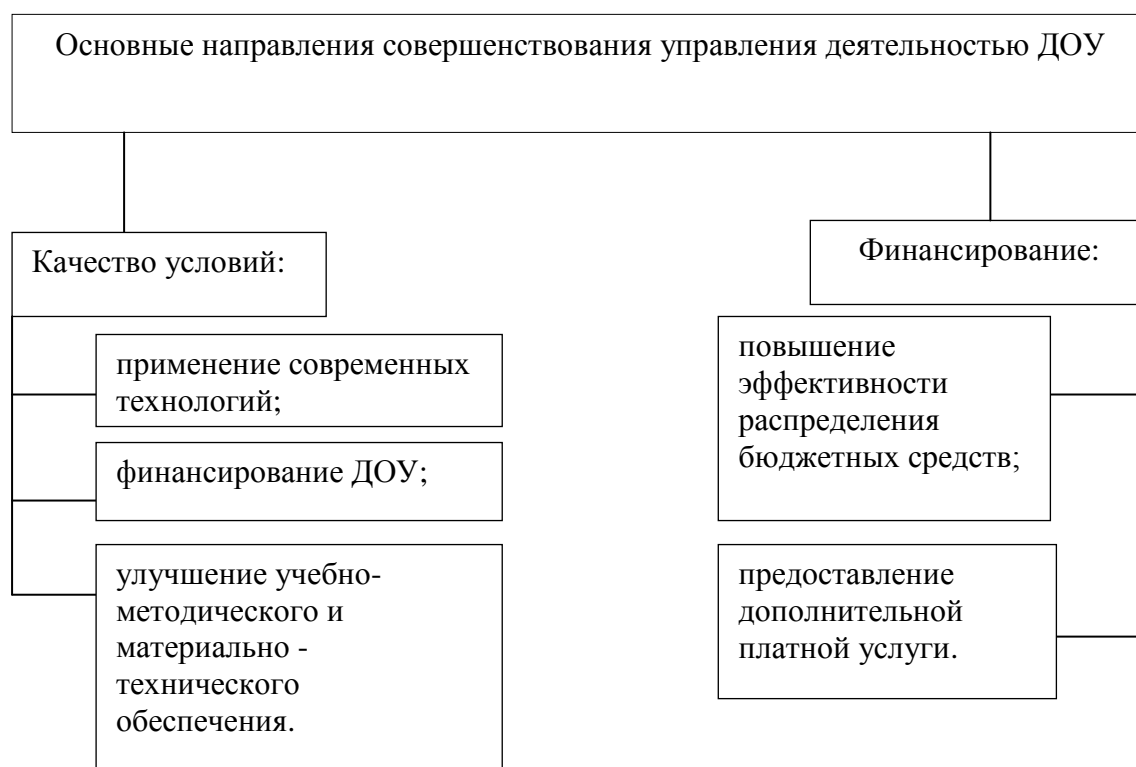 Основные направления совершенствования управления деятельностью ДОУ
Качество условий:
применение современных
технологий;
финансирование ДОУ;
улучшение учебно-
методического и
материально -
технического
обеспечения.
Финансирование:
повышение
эффективности
распределения
бюджетных средств;
предоставление
дополнительной
платной услуги.